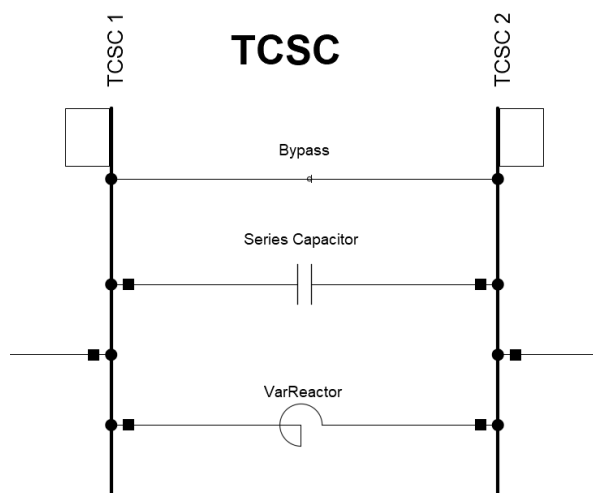 TCSC 1
TCSC
TCSC 2
Bypass
Series Capacitor
VarReactor